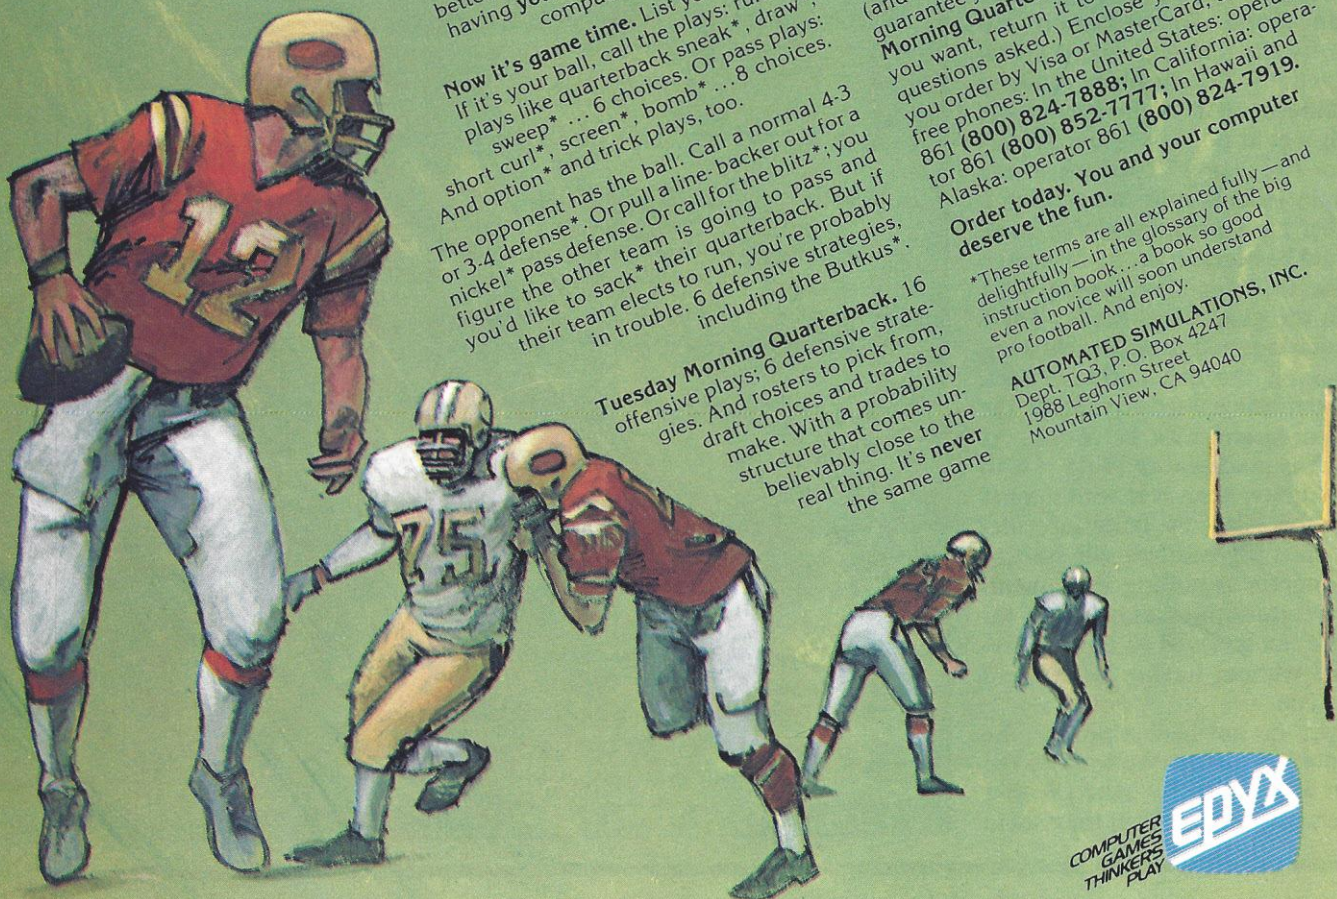 bette
having yo
compu
Now it's game time. List yo
If it's your ball, call the plays: ru
plays like quarterback sneak*, draw*,
sweep* ... 6 choices. Or pass plays:
short curl*, screen*, bomb* ... 8 choices.
And option* and trick plays, too.
The opponent has the ball. Call a normal 4-3
or 3-4 defense*. Or pull a line-backer out for a
nickel* pass defense. Or call for the blitz*; you
figure the other team is going to pass and
you'd like to sack* their quarterback. But if
their team elects to run, you're probably
in trouble. 6 defensive strategies,
including the Butkus*.
Tuesday Morning Quarterback. 16
offensive plays; 6 defensive strate-
gies. And rosters to pick from,
draft choices and trades to
make. With a probability
structure that comes un-
believably close to the
real thing. It's never
the same game
(and
guarantee y
Morning Quarte
you want, return it to
questions asked.) Enclose y
you order by Visa or MasterCard,
free phones: In the United States: opera
861 (800) 824-7888; In California: opera-
tor 861 (800) 852-7777; In Hawaii and
Alaska: operator 861 (800) 824-7919.
Order today. You and your computer
deserve the fun.
*These terms are all explained fully—and
delightfully—in the glossary of the big
instruction book...a book so good
even a novice will soon understand
pro football. And enjoy.
AUTOMATED SIMULATIONS, INC.
Dept. TQ3, P.O. Box 4247
1988 Leghorn Street
Mountain View, CA 94040
12
75
COMPUTER
GAMES
THINKERS
PLAY
EPYX